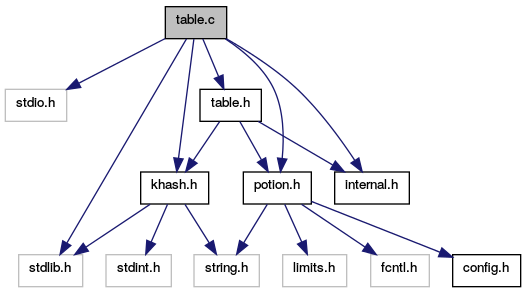 table.c
stdio.h
table.h
khash.h
potion.h
internal.h
stdlib.h
stdint.h
string.h
limits.h
fcntl.h
config.h